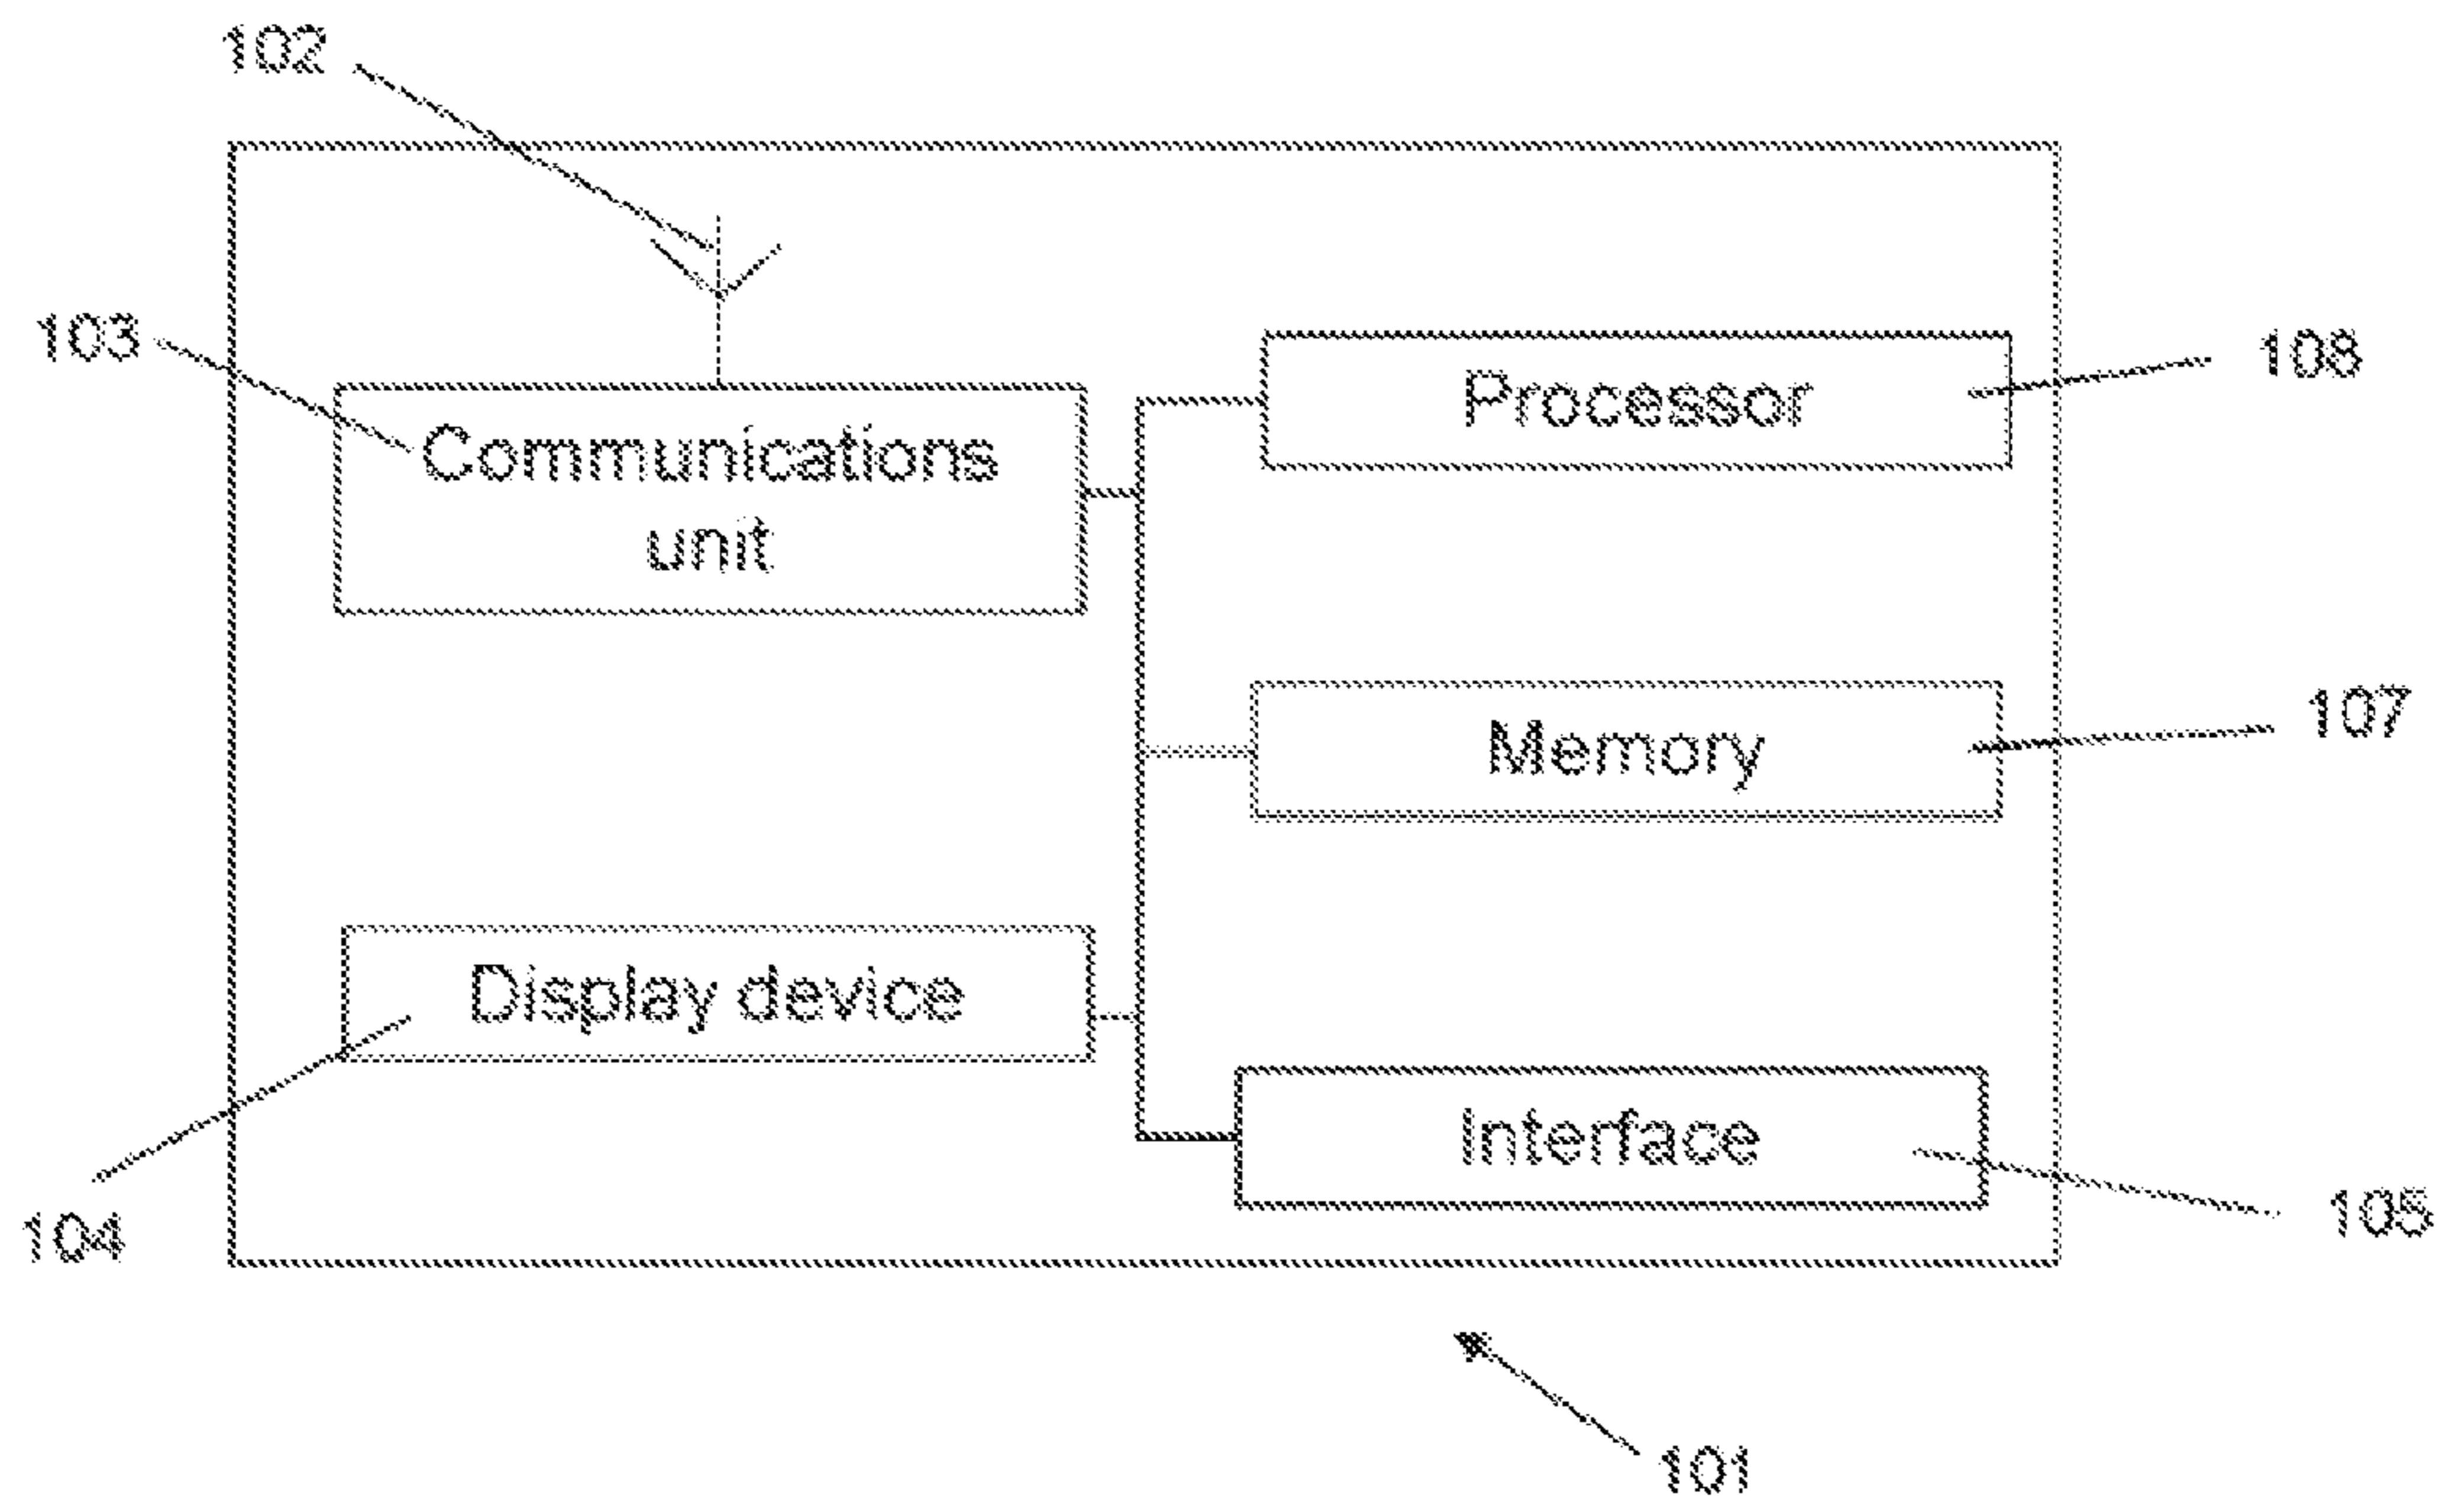 102
103
108
Processor
Communications
unit
107
Memory
Display device
Interface
104
105
101